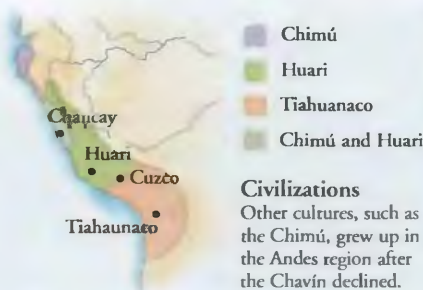 Chimú
Huari
Tiahuanaco
Chimú and Huari
Chancay
Huari
Cuzco
Tiahaunaco
Civilizations
Other cultures, such as
the Chimú, grew up in
the Andes region after
the Chavín declined.